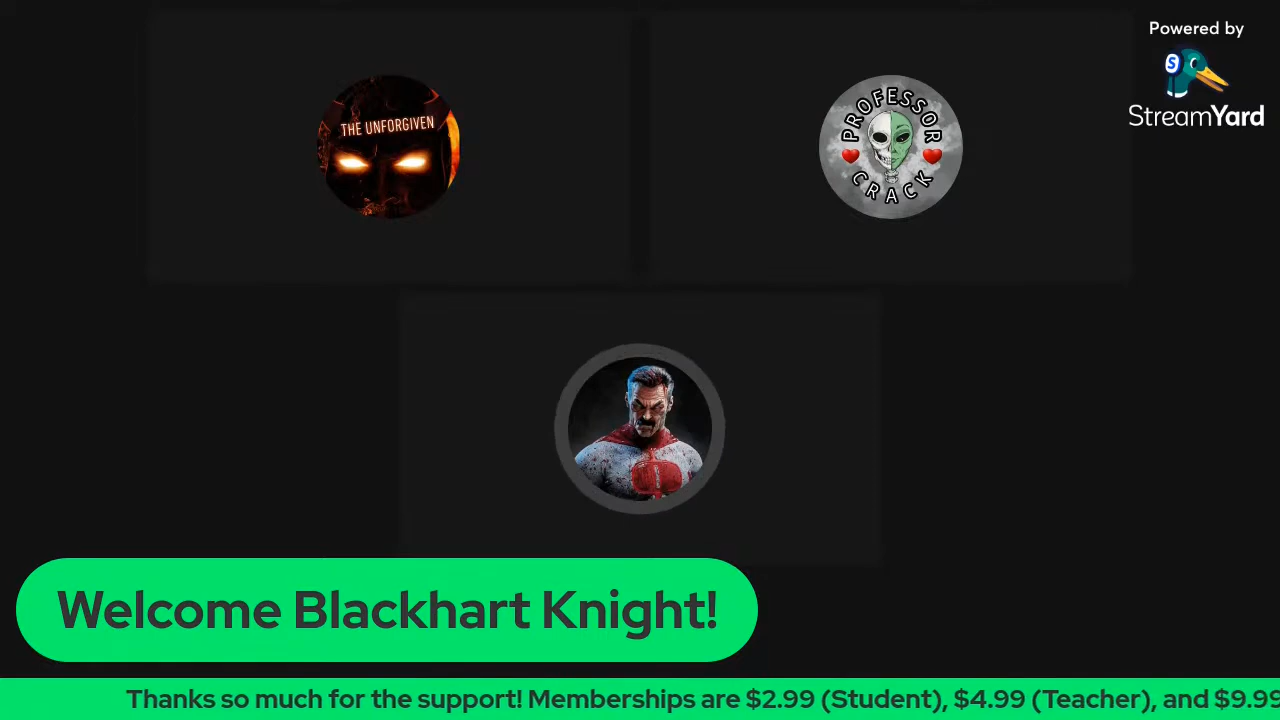 Powered by
S
StreamYard
THE UNFORGIVEN
PROFESSOR
CRACK
Welcome Blackhart Knight!
Thanks so much for the support! Memberships are $2.99 (Student), $4.99 (Teacher), and $9.99